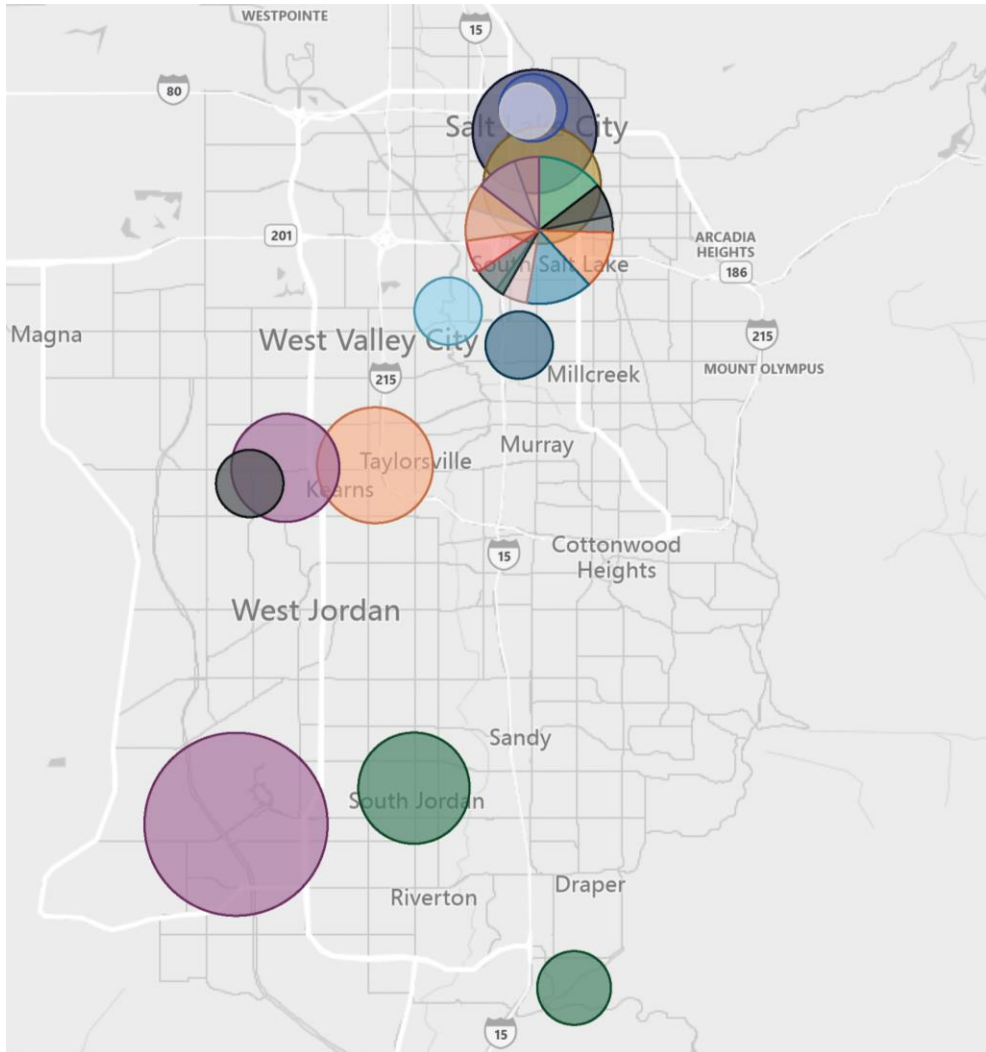 WESTPOINTE
15
80
Salt Lake City
201
ARCADIA
HEIGHTS
186
South Salt Lake
Magna
West Valley City
215
215
MOUNT OLYMPUS
Millcreek
Murray
Taylorsville
Kearns
15
Cottonwood
Heights
West Jordan
Sandy
South Jordan
Draper
Riverton
15